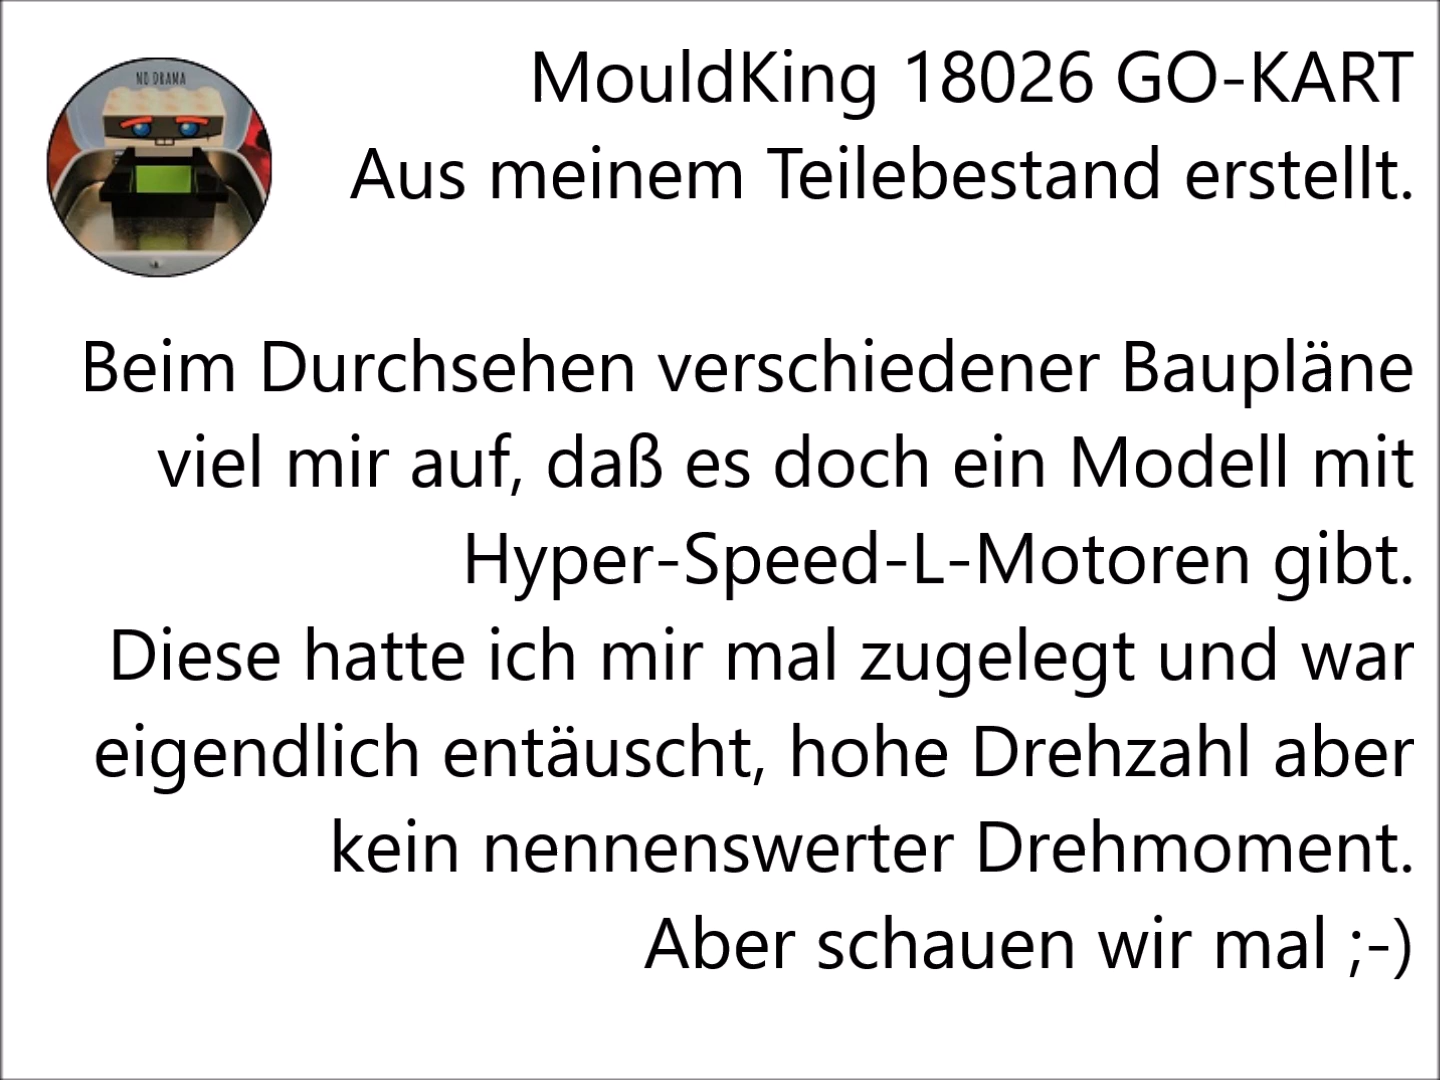 NO DRAMA
MouldKing 18026 GO-KART
Aus meinem Teilebestand erstellt.
Beim Durchsehen verschiedener Baupläne
viel mir auf, daß es doch ein Modell mit
Hyper-Speed-L-Motoren gibt.
Diese hatte ich mir mal zugelegt und war
eigendlich entäuscht, hohe Drehzahl aber
kein nennenswerter Drehmoment.
Aber schauen wir mal ;-)